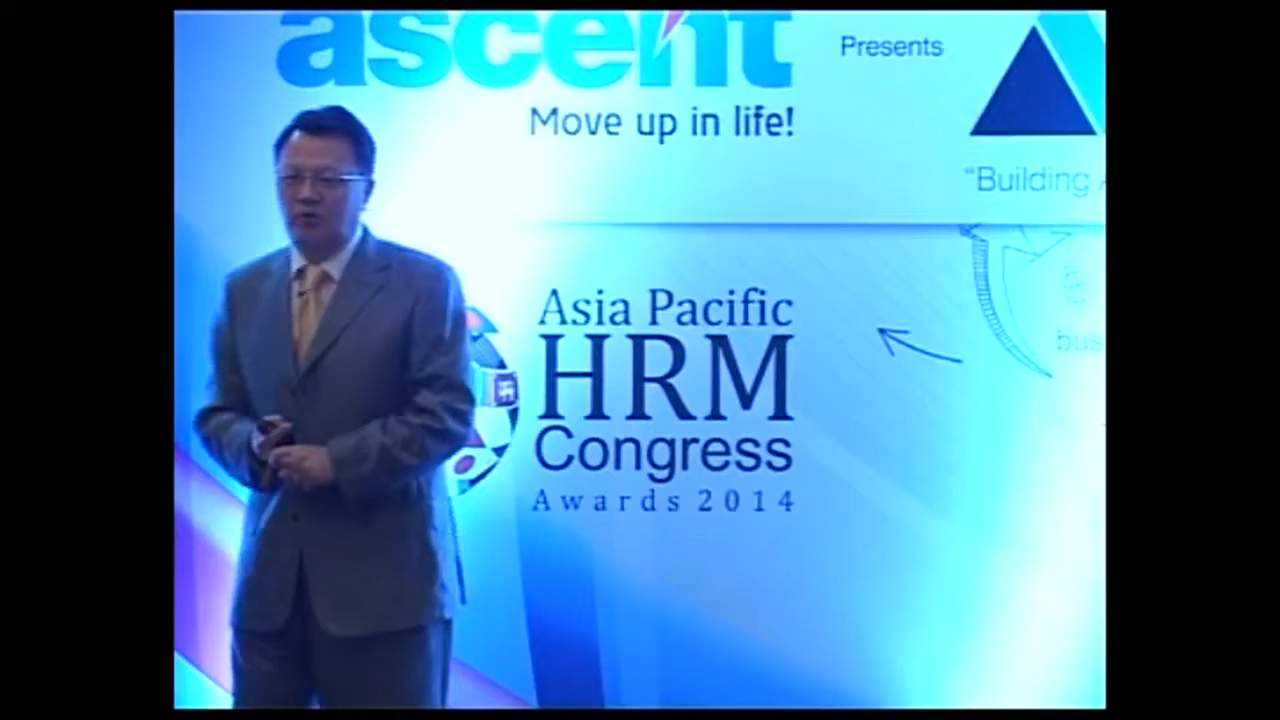 ascent
Move up in life!
Presents
"Building
Asia Pacific
HRM
Congress
Awards 2014
bus